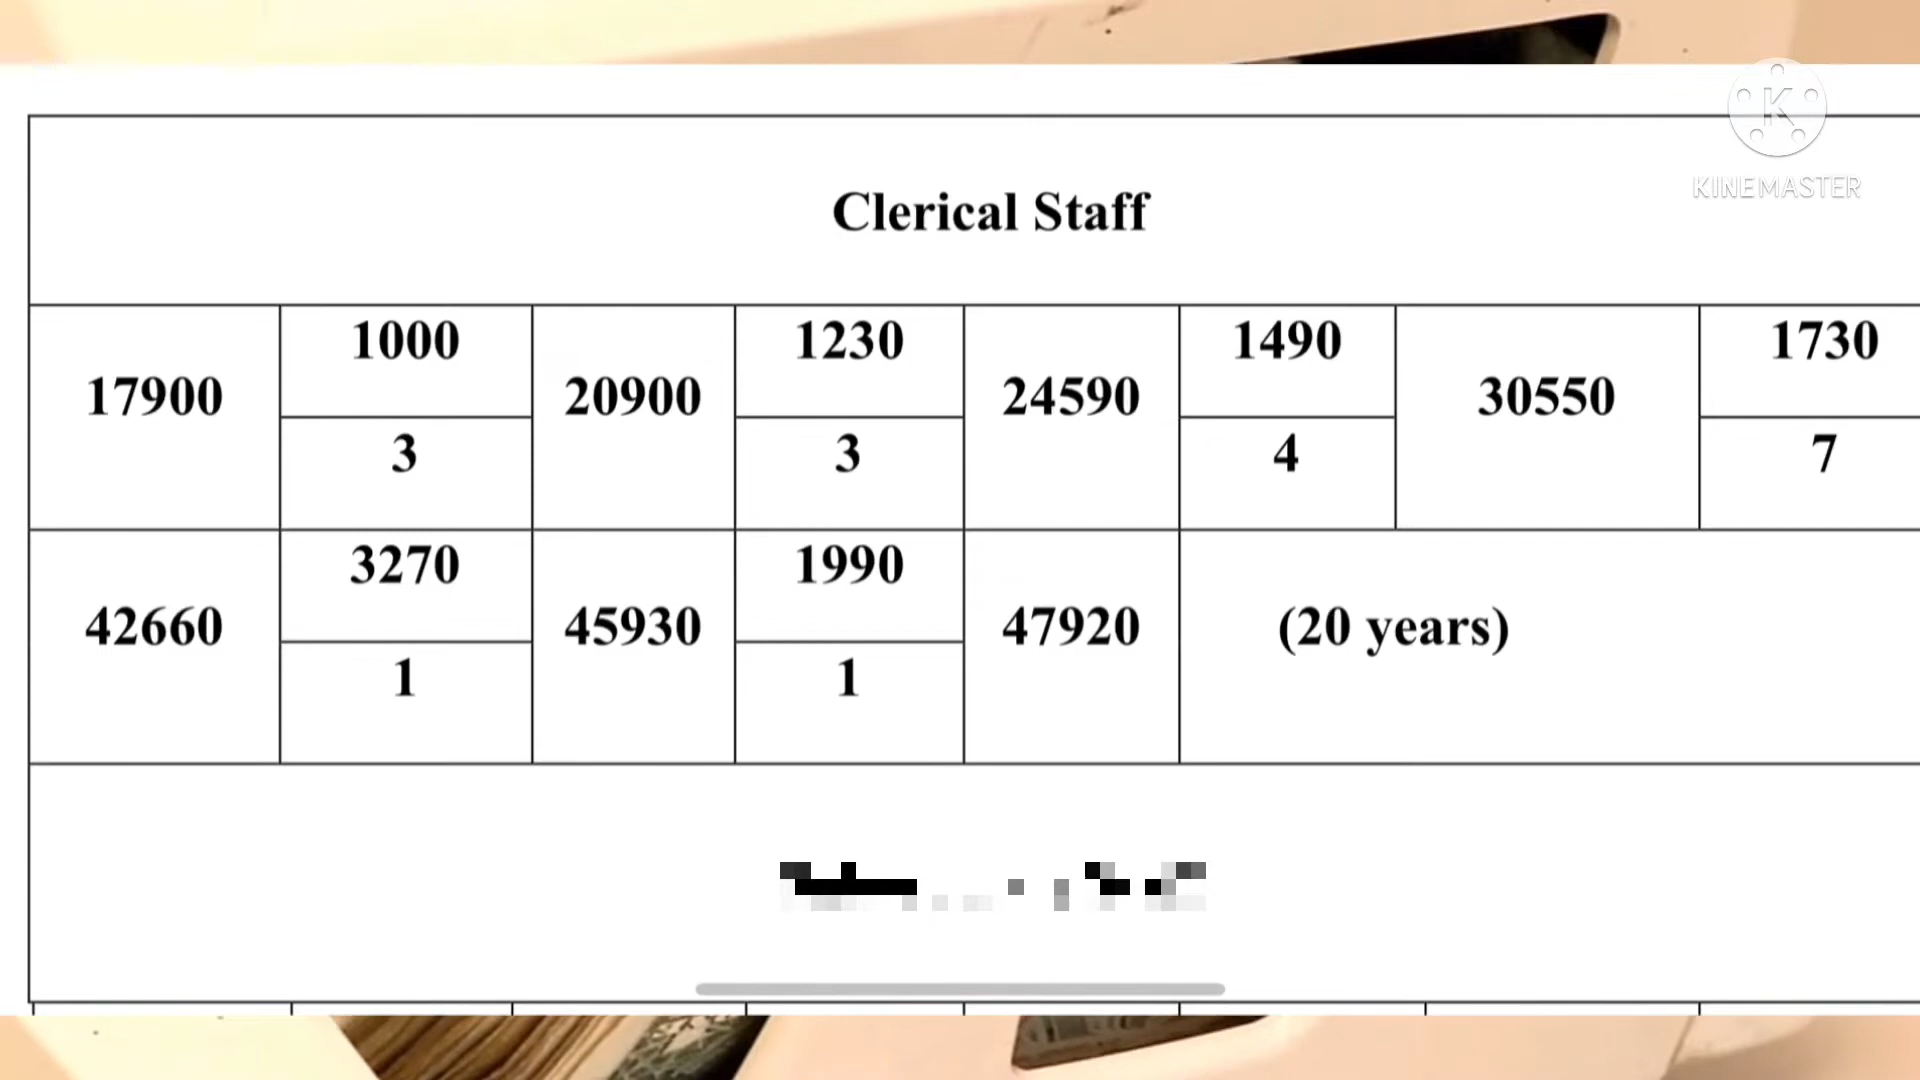 KINEMASTER
Clerical Staff
17900 1000 3 20900 1230 3 24590 1490 4 30550 1730 7
42660 3270 1 45930 1990 1 47920 (20 years)